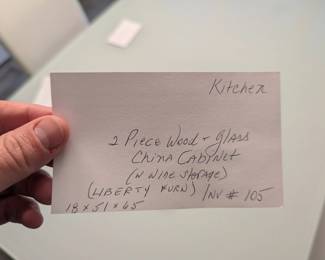 Kitchen
2 Piece Wood + Glass
China Cabinet
(w wine storage)
(Liberty Furn) Inv # 105
18 x 51 x 65